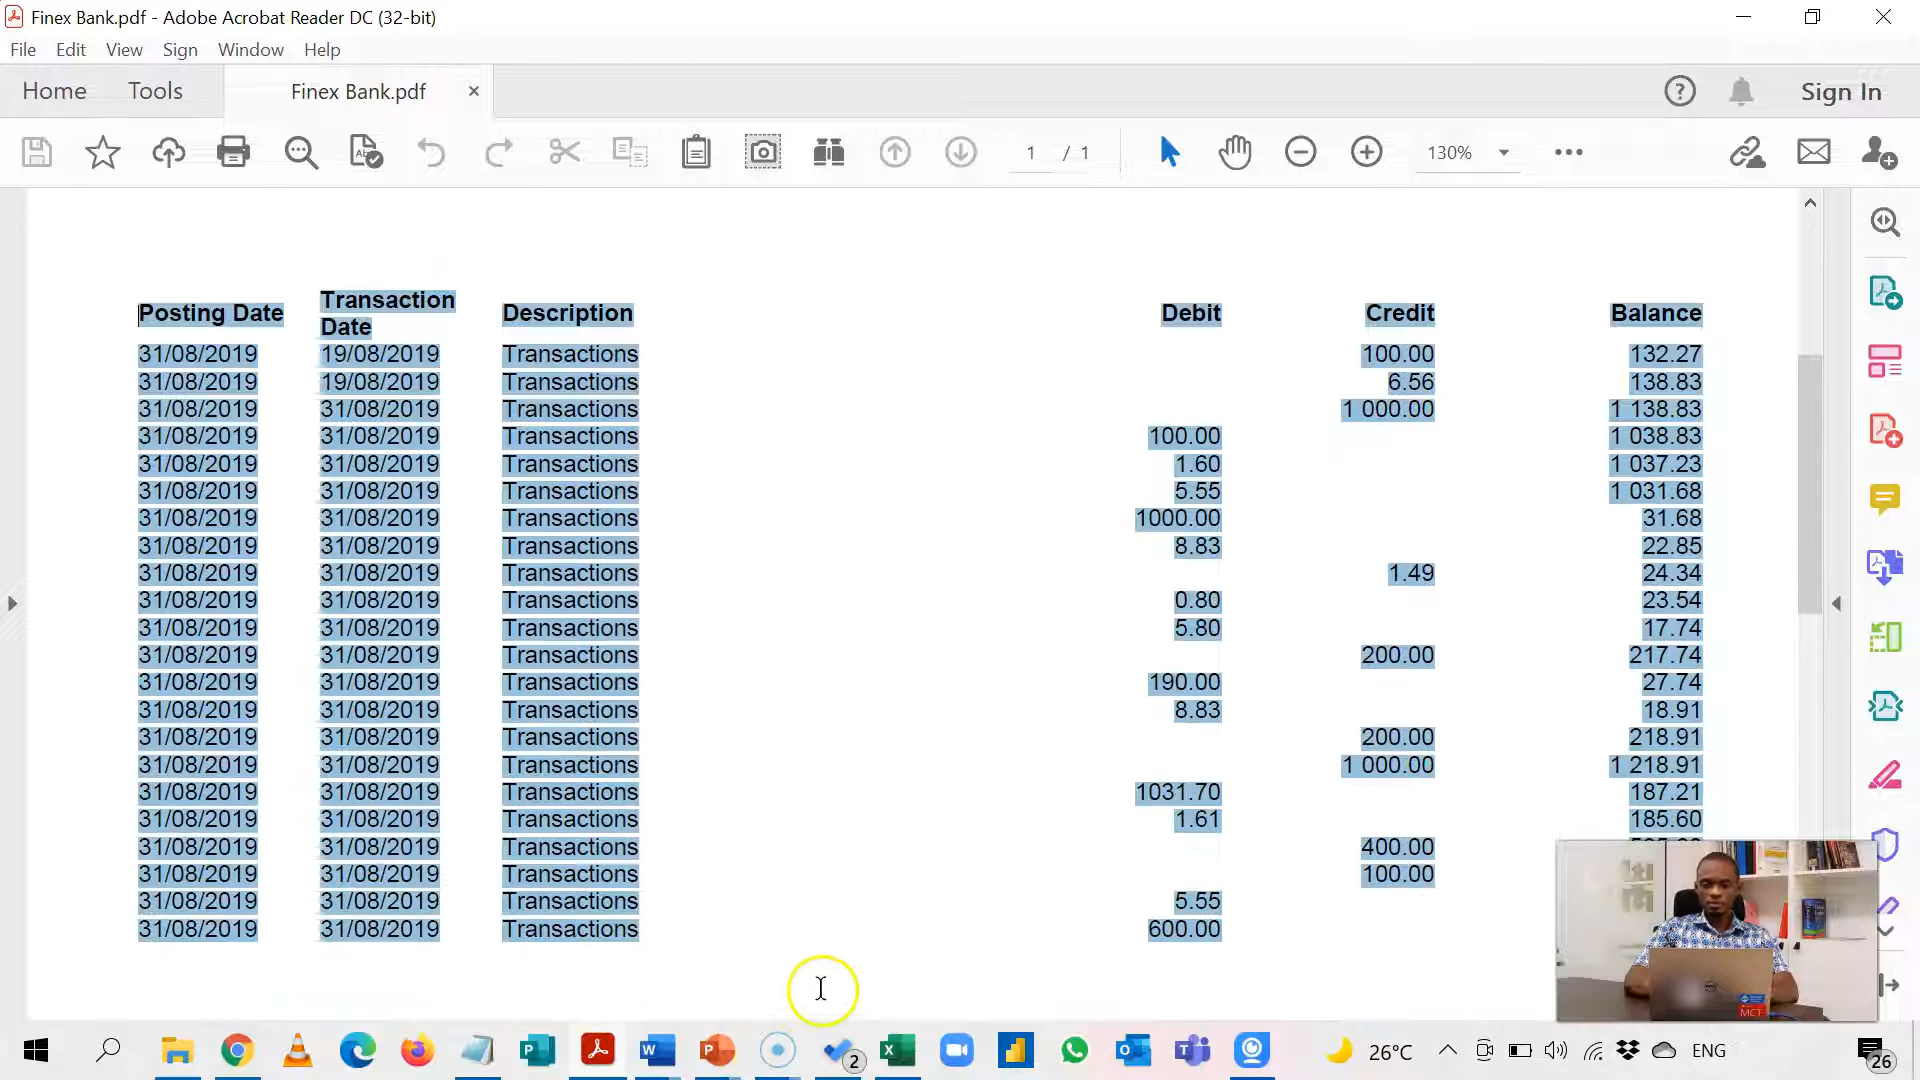 Finex Bank.pdf - Adobe Acrobat Reader DC (32-bit)
File Edit View Sign Window Help
Home Tools Finex Bank.pdf × Sign In
1 / 1 130%
Posting Date Transaction Date Description Debit Credit Balance
31/08/2019 19/08/2019 Transactions 100.00 132.27
31/08/2019 19/08/2019 Transactions 6.56 138.83
31/08/2019 31/08/2019 Transactions 1 000.00 1 138.83
31/08/2019 31/08/2019 Transactions 100.00 1 038.83
31/08/2019 31/08/2019 Transactions 1.60 1 037.23
31/08/2019 31/08/2019 Transactions 5.55 1 031.68
31/08/2019 31/08/2019 Transactions 1000.00 31.68
31/08/2019 31/08/2019 Transactions 8.83 22.85
31/08/2019 31/08/2019 Transactions 1.49 24.34
31/08/2019 31/08/2019 Transactions 0.80 23.54
31/08/2019 31/08/2019 Transactions 5.80 17.74
31/08/2019 31/08/2019 Transactions 200.00 217.74
31/08/2019 31/08/2019 Transactions 190.00 27.74
31/08/2019 31/08/2019 Transactions 8.83 18.91
31/08/2019 31/08/2019 Transactions 200.00 218.91
31/08/2019 31/08/2019 Transactions 1 000.00 1 218.91
31/08/2019 31/08/2019 Transactions 1031.70 187.21
31/08/2019 31/08/2019 Transactions 1.61 185.60
31/08/2019 31/08/2019 Transactions 400.00
31/08/2019 31/08/2019 Transactions 100.00
31/08/2019 31/08/2019 Transactions 5.55
31/08/2019 31/08/2019 Transactions 600.00
MCT
2 26°C ENG 26